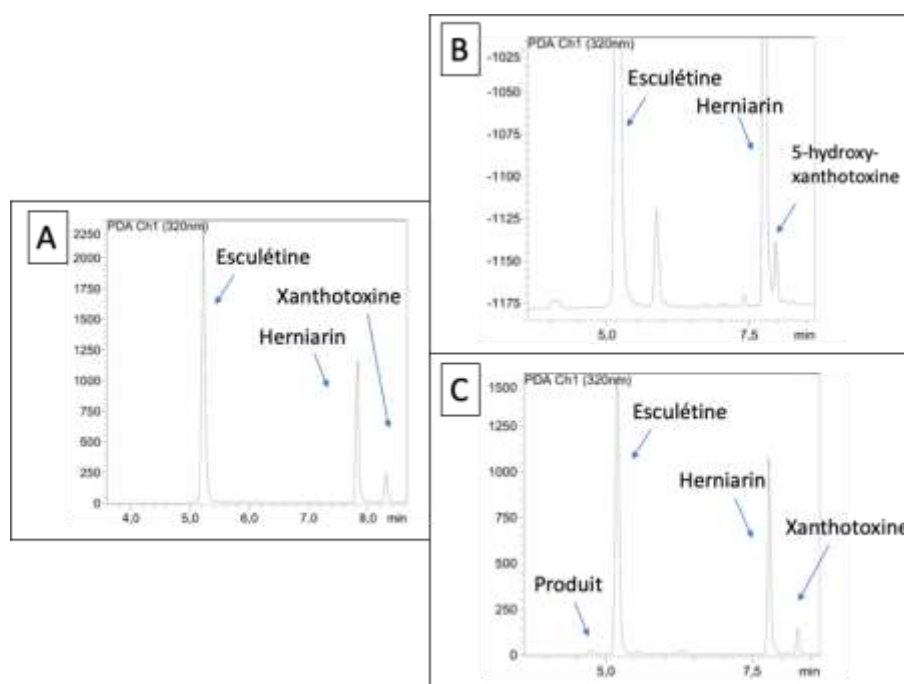 A
PDA Ch1 (320nm)
2250
2000
1750
1500
1250
1000
750
500
250
0
Esculétine
Xanthotoxine
Herniarin
4,0 5,0 6,0 7,0 8,0 min
B
PDA Ch1 (320nm)
-1025
-1050
-1075
-1100
-1125
-1150
-1175
Esculétine
Herniarin
5-hydroxy-
xanthotoxine
5,0 7,5 min
C
PDA Ch1 (320nm)
1500
1000
750
500
250
0
Esculétine
Herniarin
Xanthotoxine
Produit
5,0 7,5 min